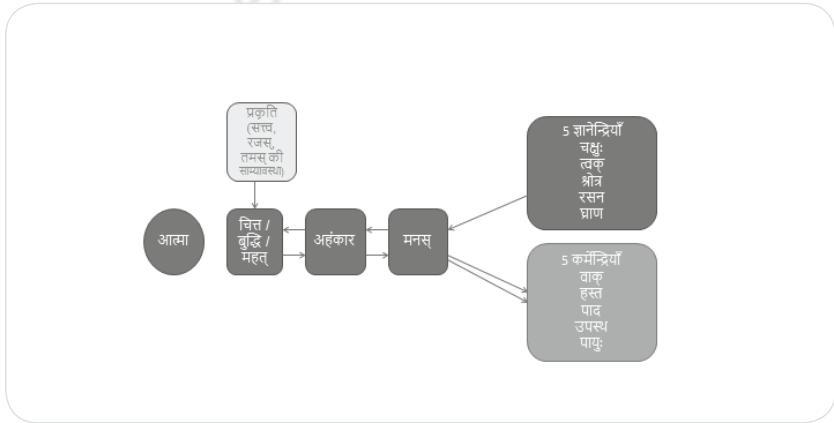 प्रकृति
(सत्त्व,
रजस्,
तमस् की
साम्यावस्था)
आत्मा
चित्त /
बुद्धि /
महत्
अहंकार
मनस्
5 ज्ञानेन्द्रियाँ
चक्षुः
त्वक्
श्रोत्र
रसन
घ्राण
5 कर्मेन्द्रियाँ
वाक्
हस्त
पाद
उपस्थ
पायुः